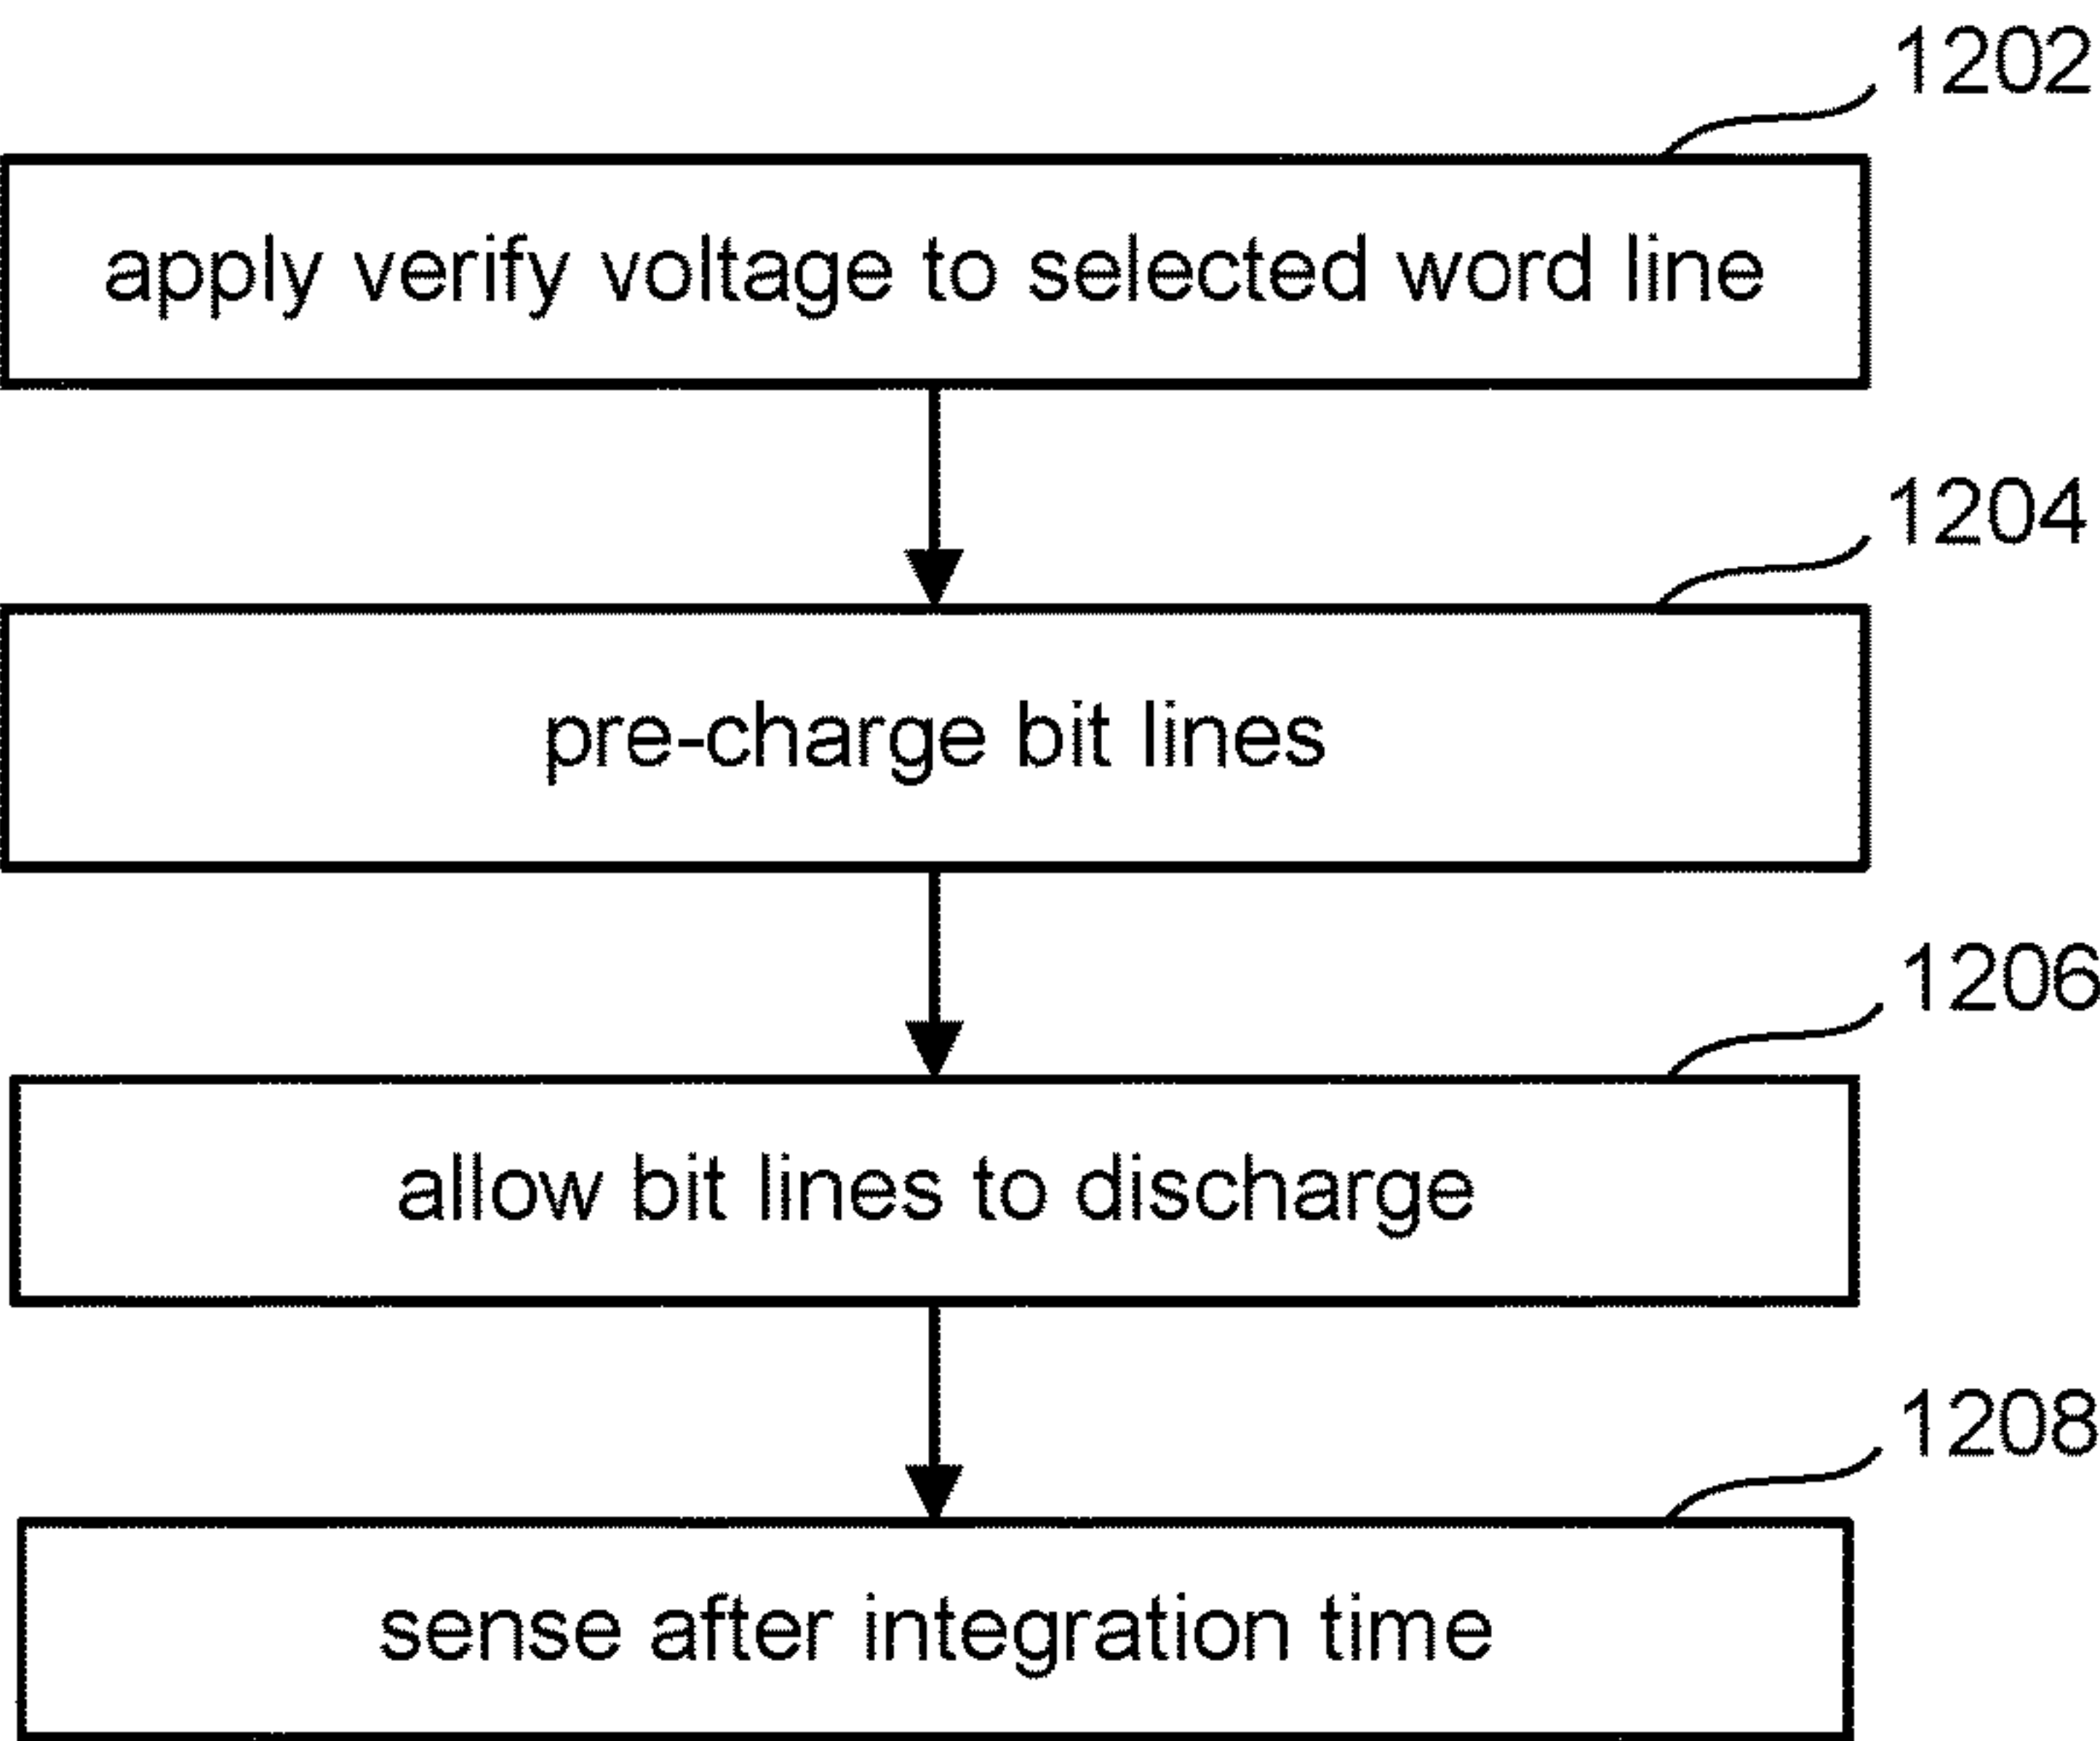 1202
apply verify voltage to selected word line
1204
pre-charge bit lines
1206
allow bit lines to discharge
1208
sense after integration time